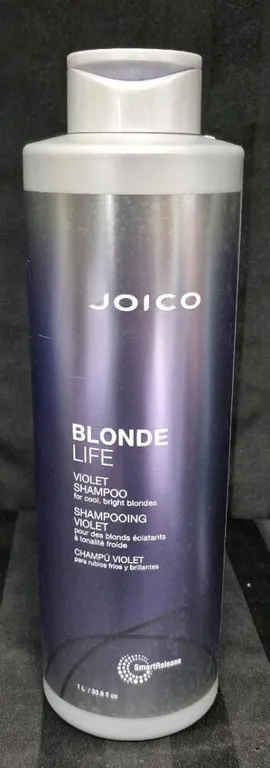 JOICO
BLONDE
LIFE
VIOLET
SHAMPOO
for cool, bright blondes
SHAMPOOING
VIOLET
pour des blonds éclatants
à tonalité froide
CHAMPÚ VIOLET
para rubios fríos y brillantes
SmartRelease
1 L / 33.8 fl oz